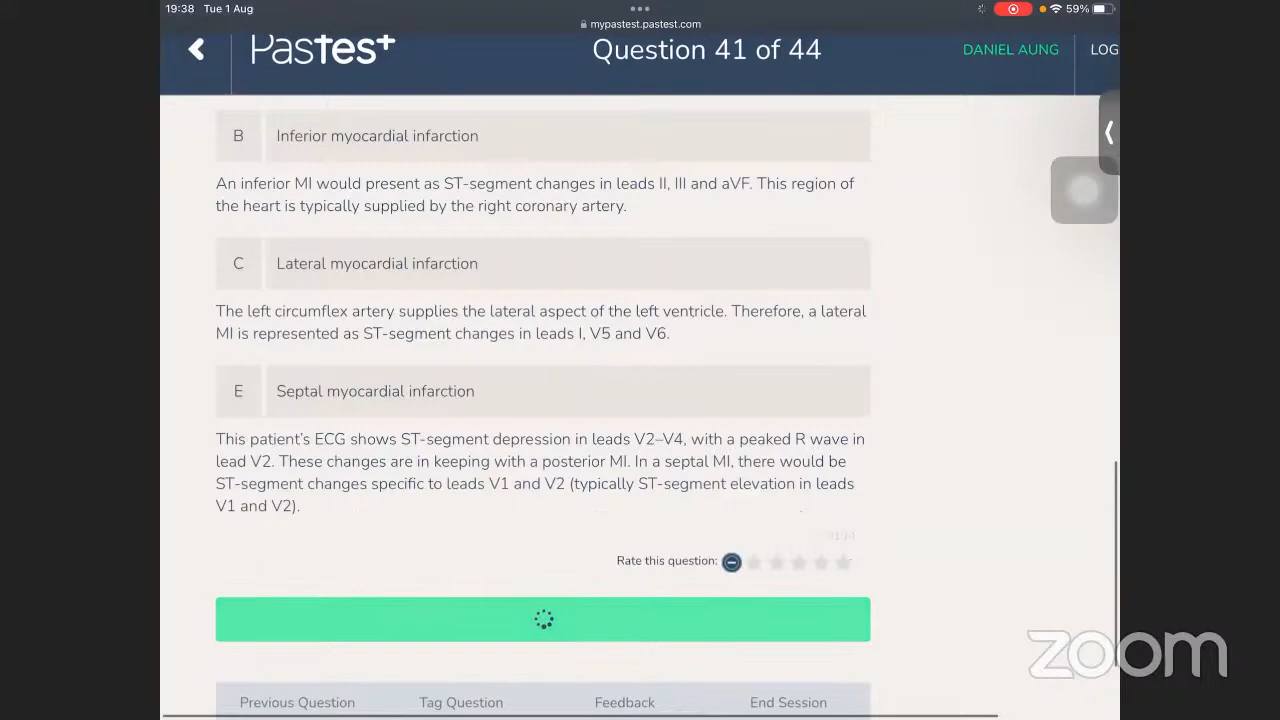 19:38 Tue 1 Aug
59%
mypastest.pastest.com
Pastest
Question 41 of 44
DANIEL AUNG
LOG
B Inferior myocardial infarction
An inferior MI would present as ST-segment changes in leads II, III and aVF. This region of
the heart is typically supplied by the right coronary artery.
C Lateral myocardial infarction
The left circumflex artery supplies the lateral aspect of the left ventricle. Therefore, a lateral
MI is represented as ST-segment changes in leads I, V5 and V6.
E Septal myocardial infarction
This patient's ECG shows ST-segment depression in leads V2–V4, with a peaked R wave in
lead V2. These changes are in keeping with a posterior MI. In a septal MI, there would be
ST-segment changes specific to leads V1 and V2 (typically ST-segment elevation in leads
V1 and V2).
Rate this question:
Previous Question
Tag Question
Feedback
End Session
zoom